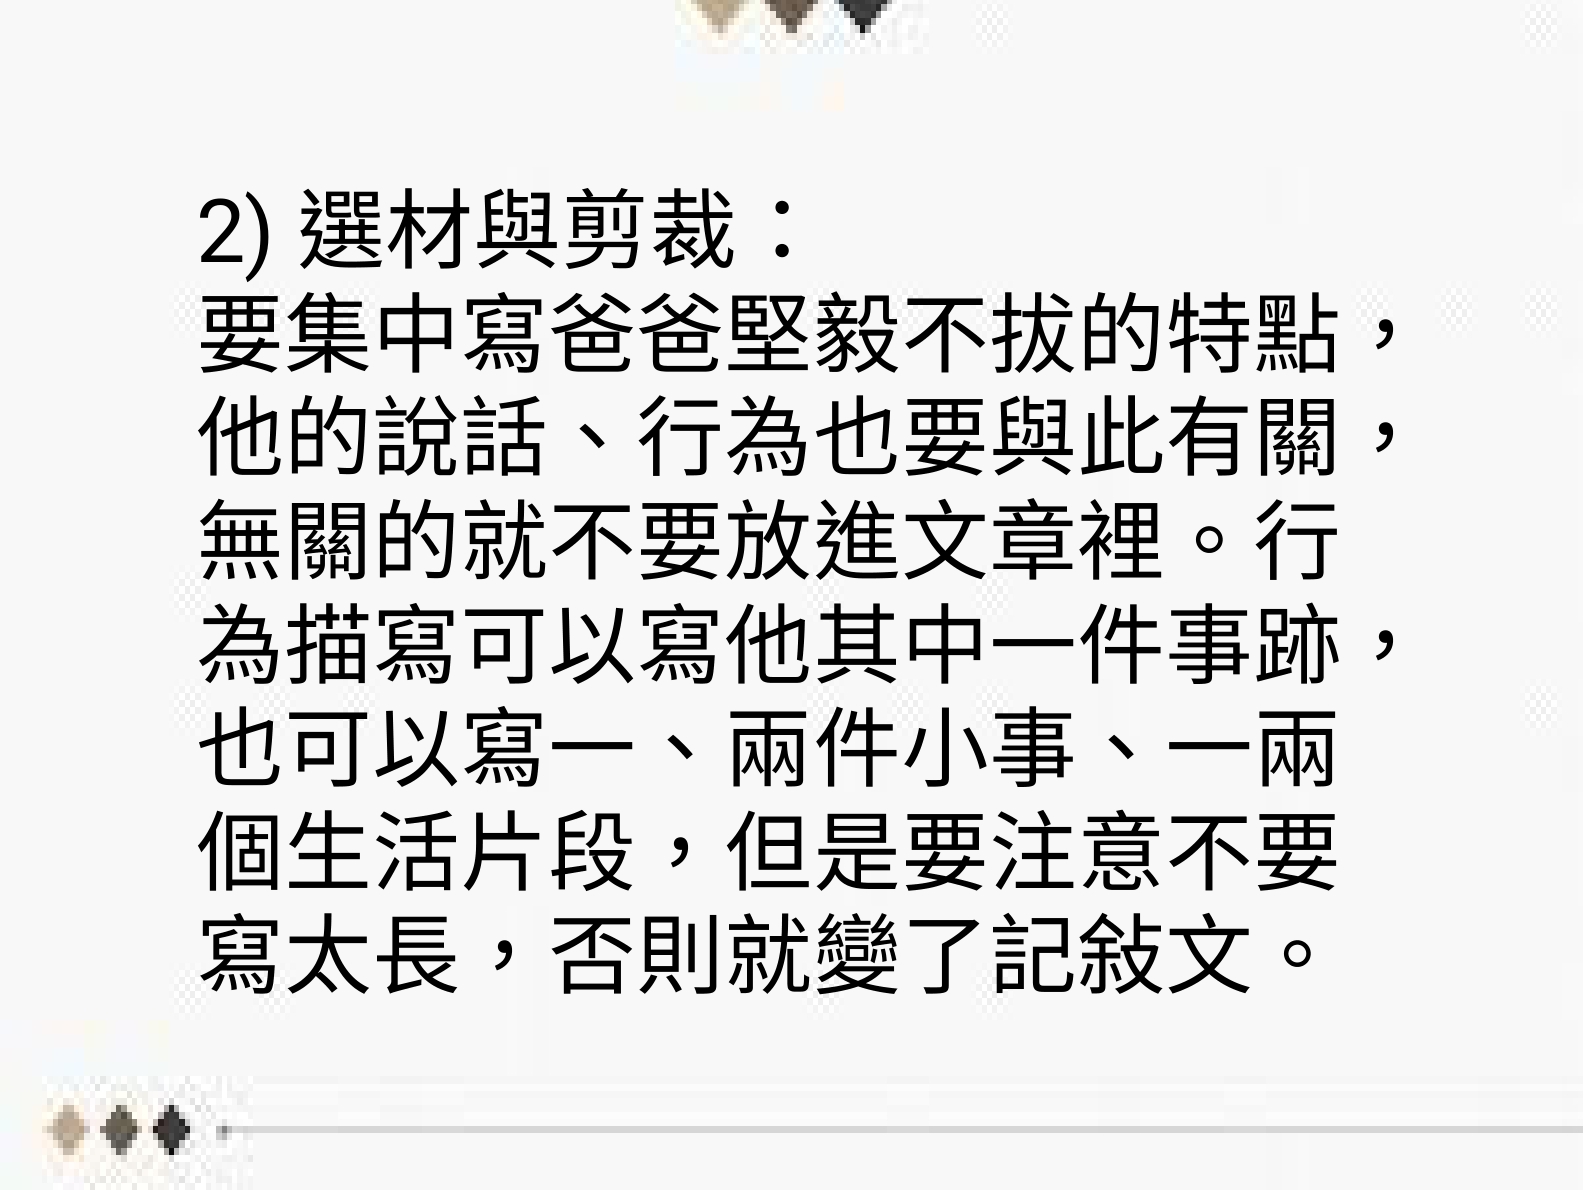 2) 選材與剪裁：
要集中寫爸爸堅毅不拔的特點，
他的說話、行為也要與此有關，
無關的就不要放進文章裡。行
為描寫可以寫他其中一件事跡，
也可以寫一、兩件小事、一兩
個生活片段，但是要注意不要
寫太長，否則就變了記敍文。